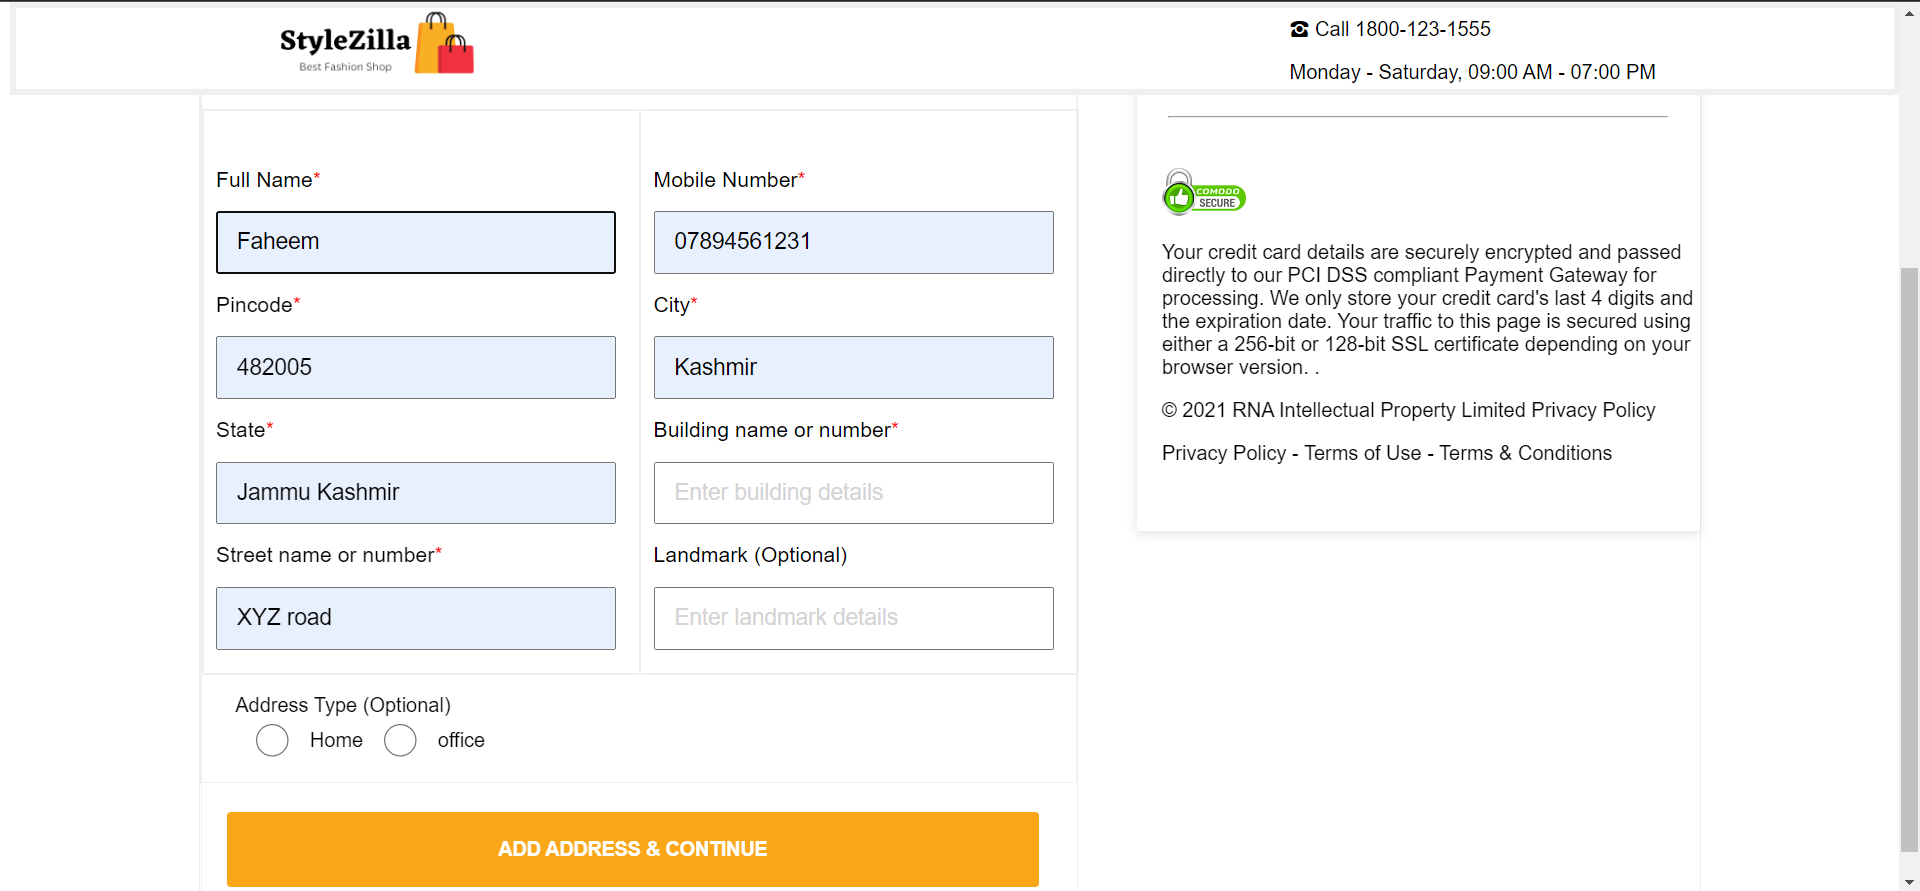 StyleZilla
Best Fashion Shop
☎ Call 1800-123-1555
Monday - Saturday, 09:00 AM - 07:00 PM
Full Name*
Mobile Number*
Faheem
07894561231
Pincode*
City*
482005
Kashmir
State*
Building name or number*
Jammu Kashmir
Enter building details
Street name or number*
Landmark (Optional)
XYZ road
Enter landmark details
Address Type (Optional)
Home office
ADD ADDRESS & CONTINUE
COMODO
SECURE
Your credit card details are securely encrypted and passed
directly to our PCI DSS compliant Payment Gateway for
processing. We only store your credit card's last 4 digits and
the expiration date. Your traffic to this page is secured using
either a 256-bit or 128-bit SSL certificate depending on your
browser version. .
© 2021 RNA Intellectual Property Limited Privacy Policy
Privacy Policy - Terms of Use - Terms & Conditions